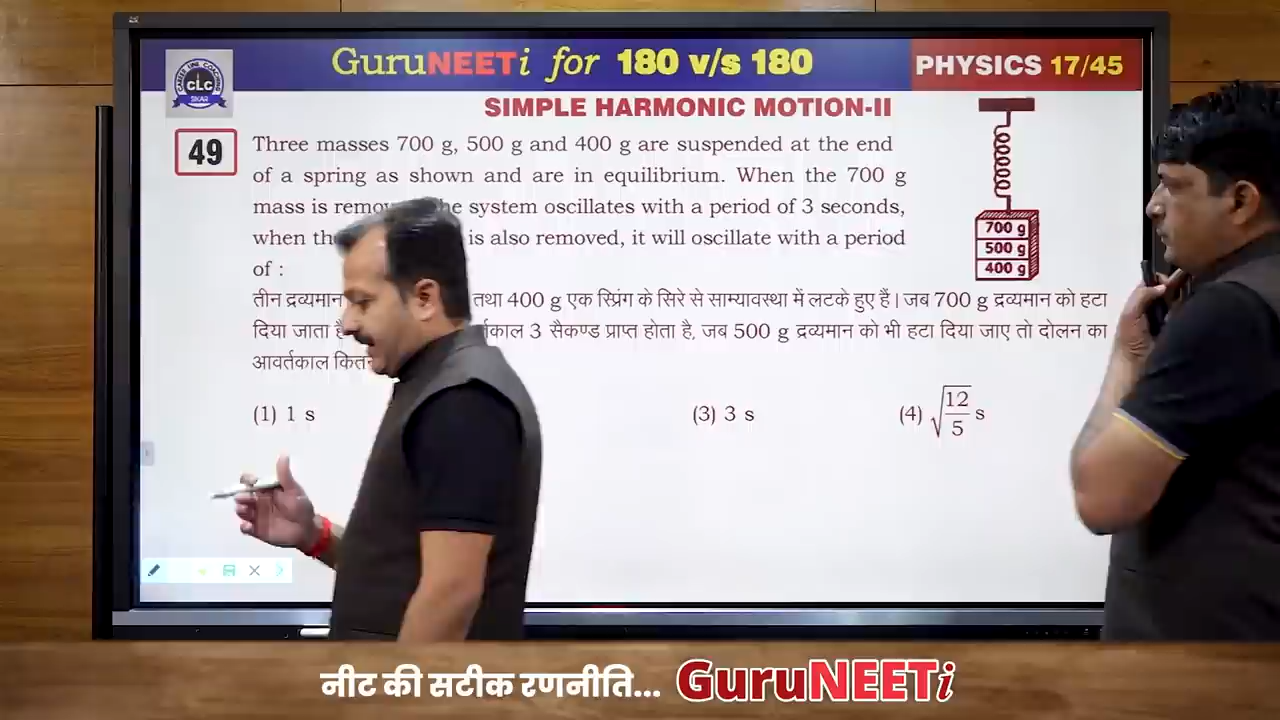 GuruNEETi for 180 v/s 180
PHYSICS 17/45
CAREER LINE COACHING
CLC
SIKAR
SIMPLE HARMONIC MOTION-II
49
Three masses 700 g, 500 g and 400 g are suspended at the end
of a spring as shown and are in equilibrium. When the 700 g
mass is system oscillates with a period of 3 seconds,
when is also removed, it will oscillate with a period
of :
700 g
500 g
400 g
तीन द्रव्यमान तथा 400 g एक स्प्रिंग के सिरे से साम्यावस्था में लटके हुए हैं। जब 700 g द्रव्यमान को हटा
दिया जाता 3 सैकण्ड प्राप्त होता है, जब 500 g द्रव्यमान को भी हटा दिया जाए तो दोलन का
आवर्तकाल
(1) 1 s
(3) 3 s
(4) √12/5 s
नीट की सटीक रणनीति... GuruNEETi